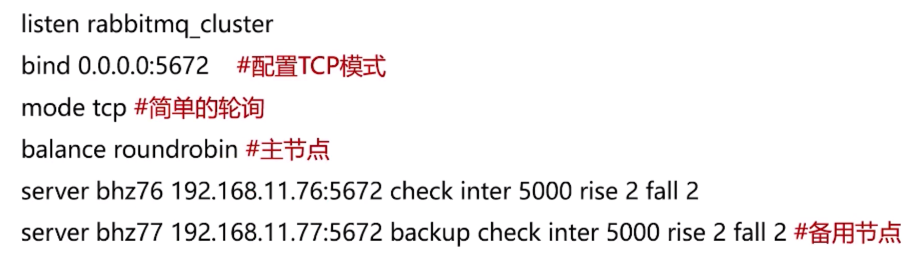 listen rabbitmq_cluster
bind 0.0.0.0:5672 #配置TCP模式
mode tcp #简单的轮询
balance roundrobin #主节点
server bhz76 192.168.11.76:5672 check inter 5000 rise 2 fall 2
server bhz77 192.168.11.77:5672 backup check inter 5000 rise 2 fall 2 #备用节点